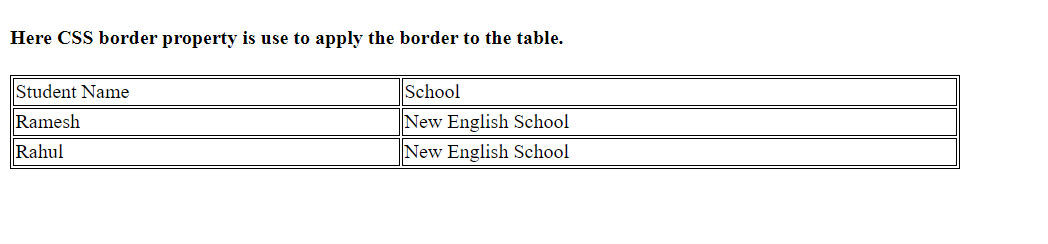 Here CSS border property is use to apply the border to the table.
Student Name School
Ramesh New English School
Rahul New English School